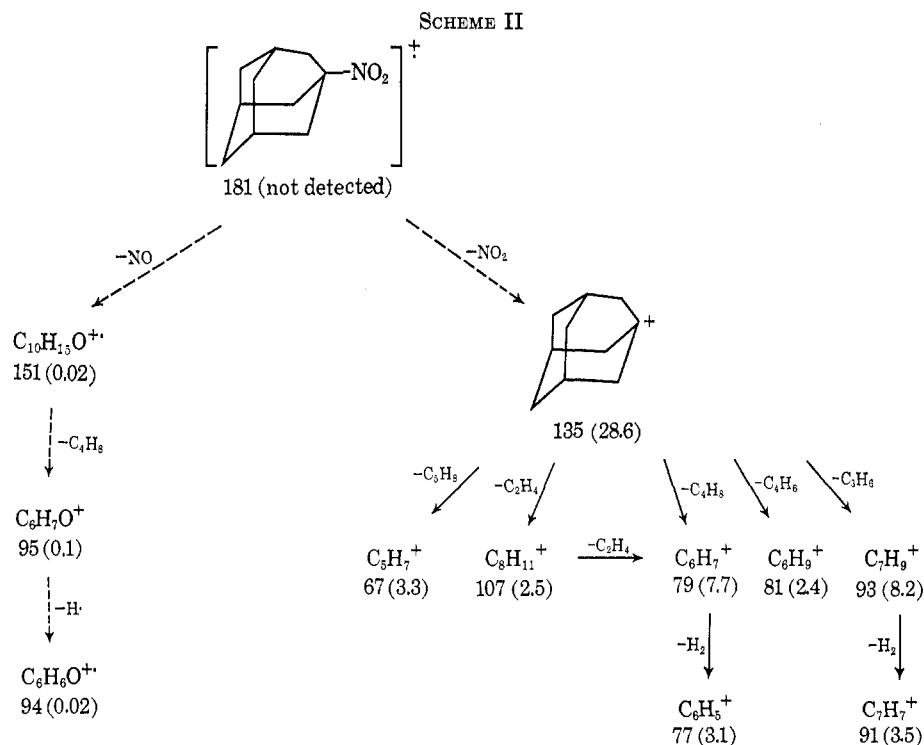 SCHEME II
–NO₂
+·
181 (not detected)
–NO
–NO₂
C₁₀H₁₅O⁺·
151 (0.02)
+
135 (28.6)
–C₄H₈
–C₅H₈
–C₂H₄
–C₄H₈
–C₄H₆
–C₃H₆
C₆H₇O⁺
95 (0.1)
C₅H₇⁺
67 (3.3)
C₈H₁₁⁺
107 (2.5)
–C₂H₄
C₆H₇⁺
79 (7.7)
C₆H₉⁺
81 (2.4)
C₇H₉⁺
93 (8.2)
–H·
–H₂
–H₂
C₆H₆O⁺·
94 (0.02)
C₆H₅⁺
77 (3.1)
C₇H₇⁺
91 (3.5)